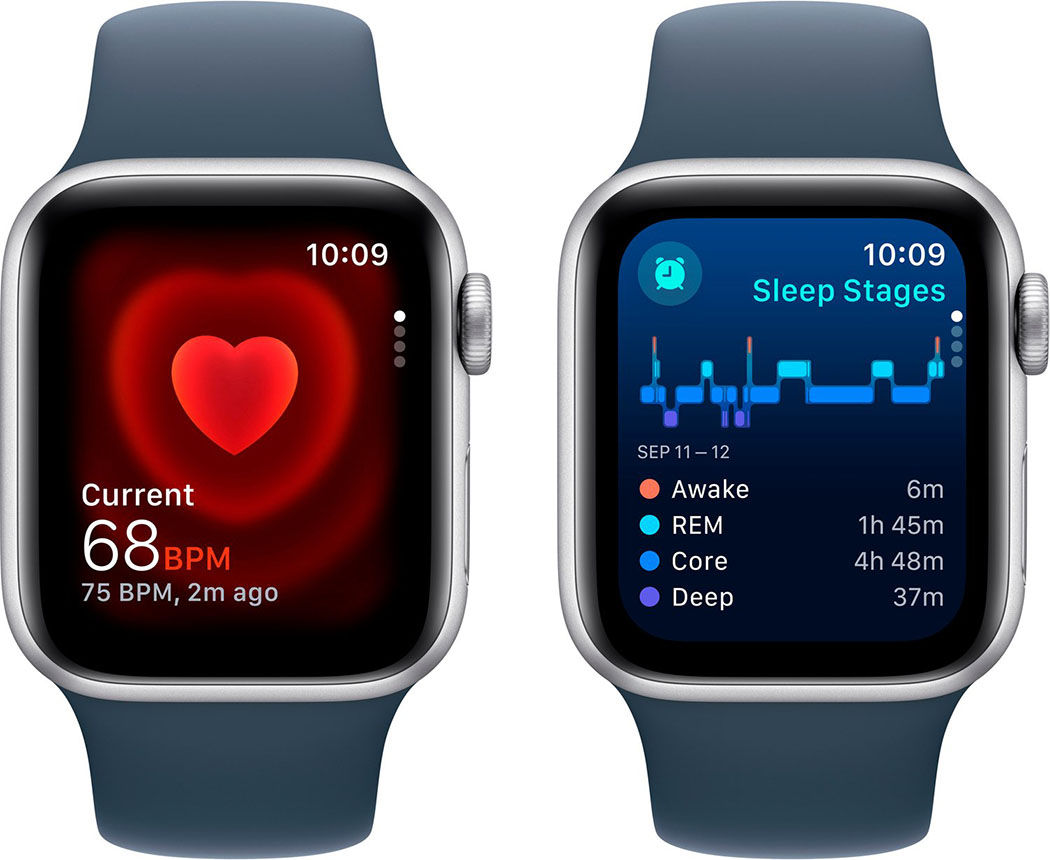 10:09
Current
68BPM
75 BPM, 2m ago
10:09
Sleep Stages
SEP 11 – 12
Awake 6m
REM 1h 45m
Core 4h 48m
Deep 37m